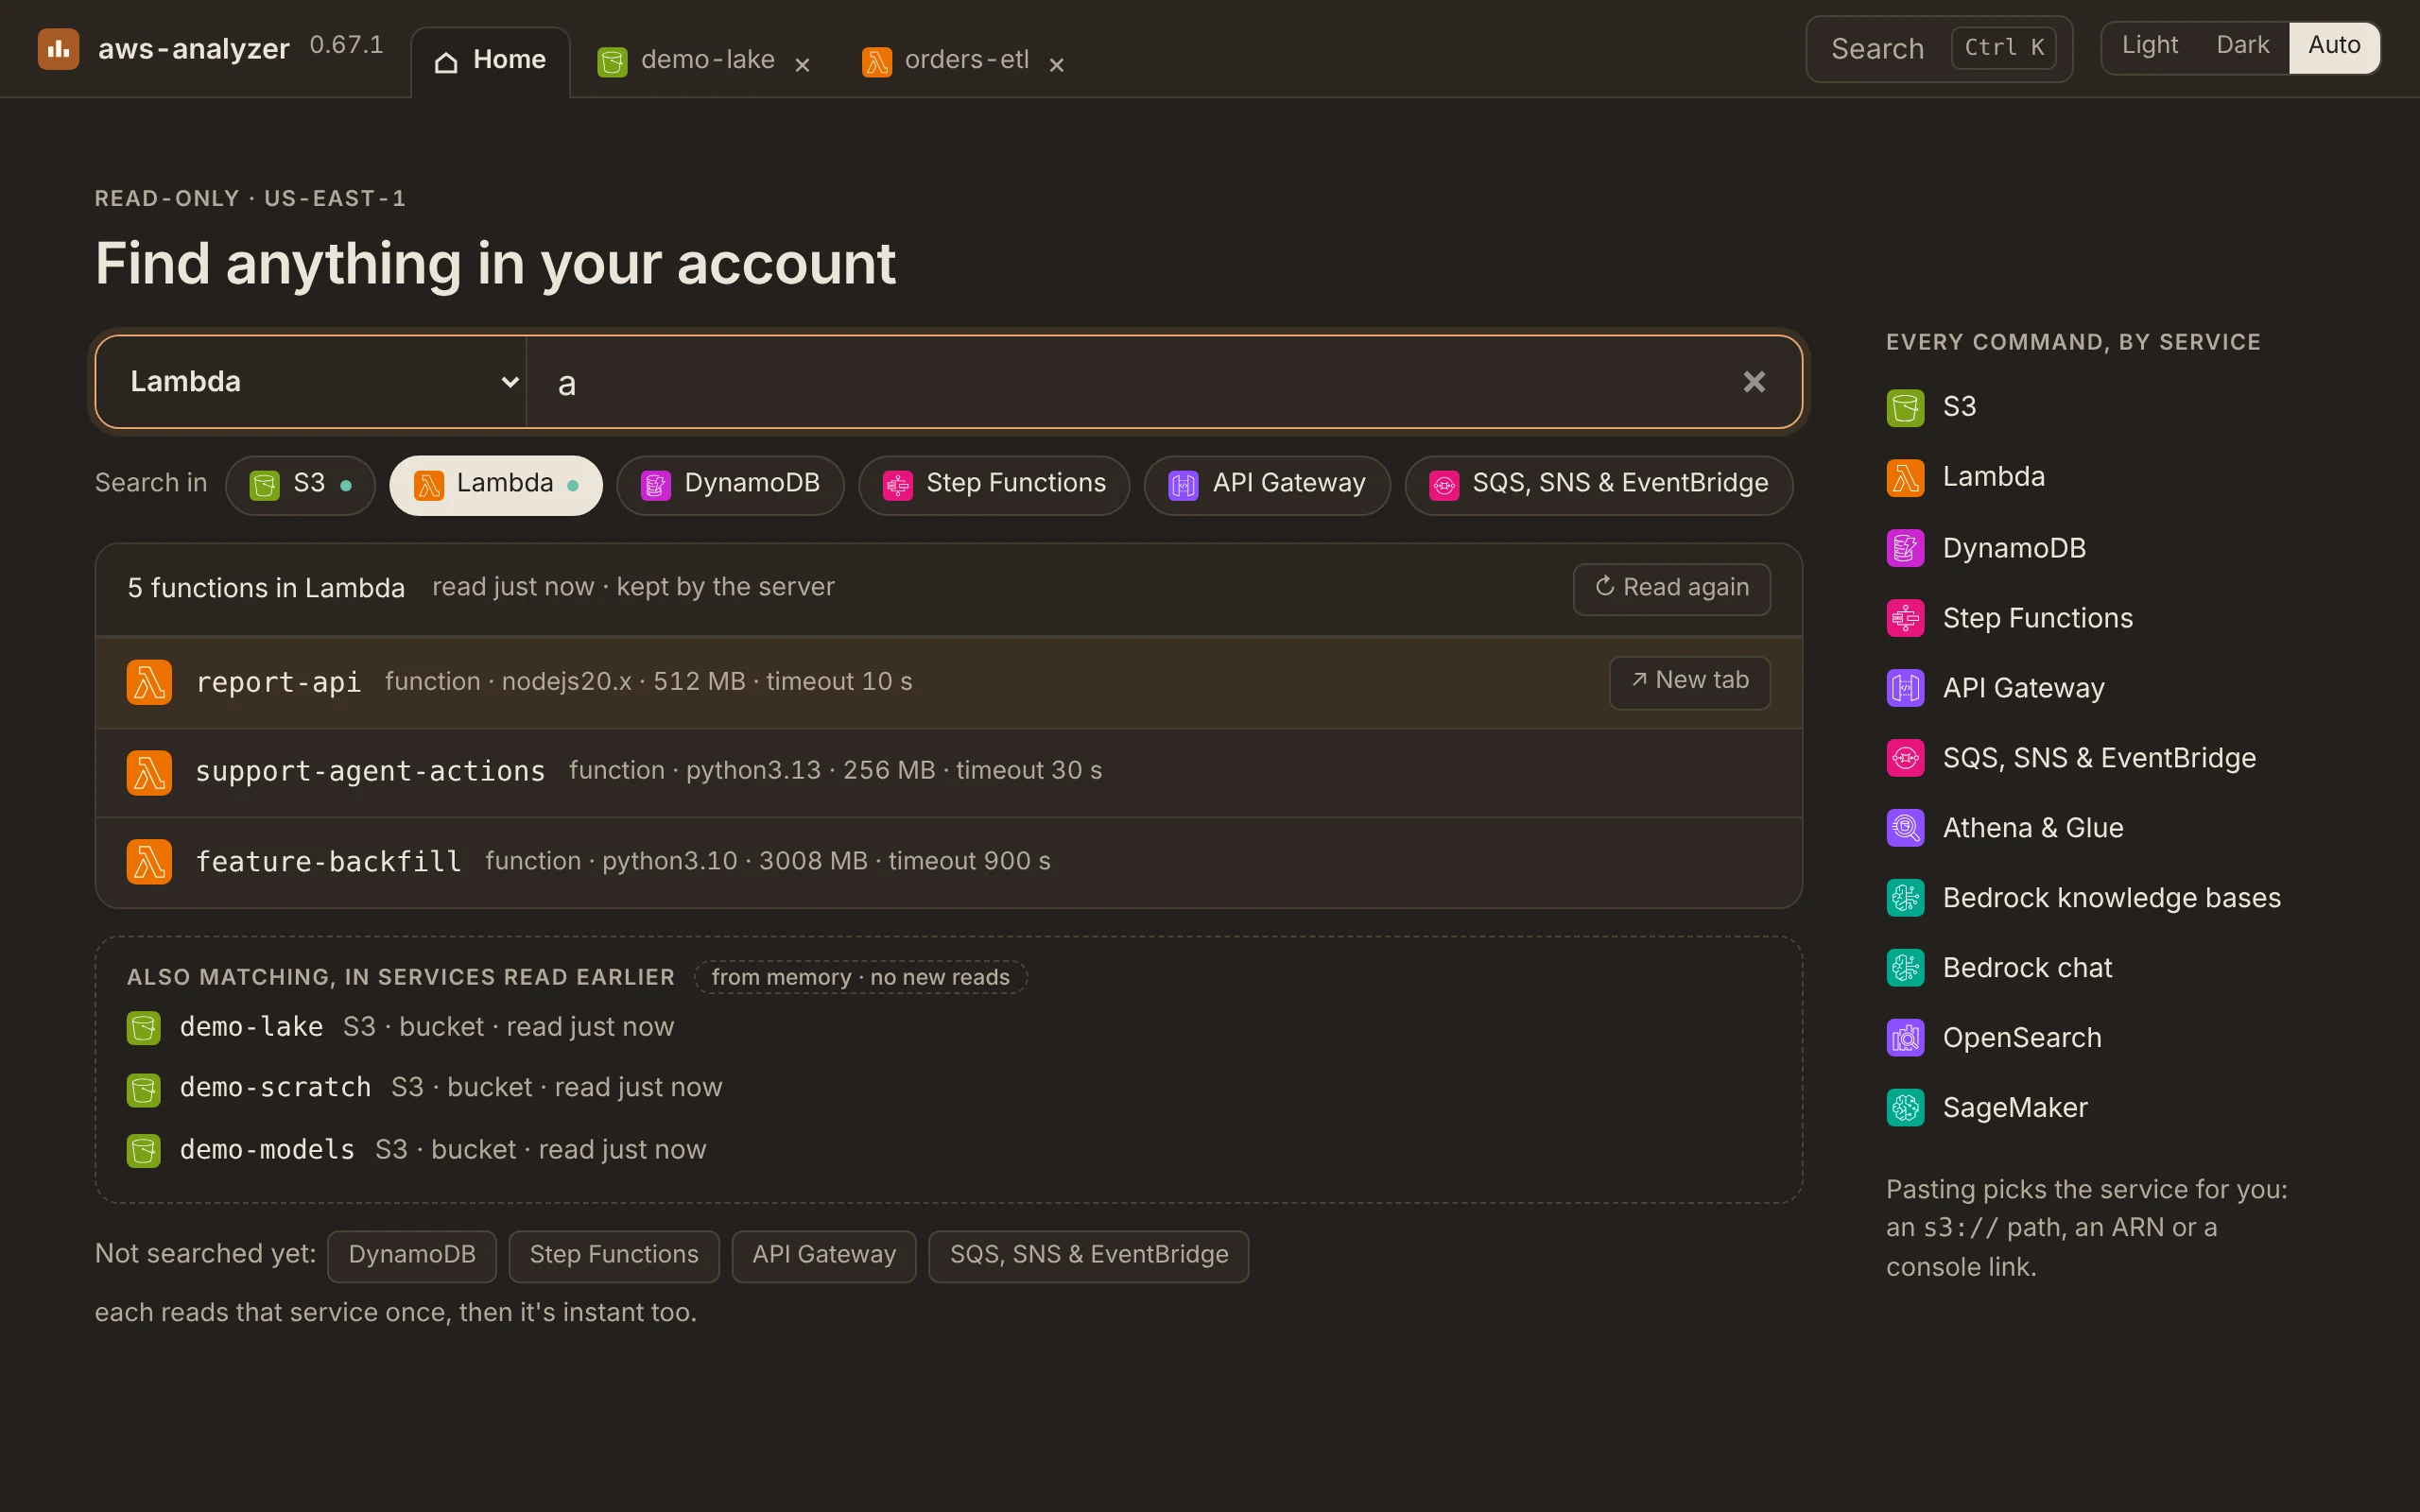 aws-analyzer 0.67.1 Home demo-lake × orders-etl × Search Ctrl K Light Dark Auto
READ-ONLY · US-EAST-1
Find anything in your account
Lambda a ×
Search in S3 Lambda DynamoDB Step Functions API Gateway SQS, SNS & EventBridge
5 functions in Lambda read just now · kept by the server ↻ Read again
report-api function · nodejs20.x · 512 MB · timeout 10 s ↗ New tab
support-agent-actions function · python3.13 · 256 MB · timeout 30 s
feature-backfill function · python3.10 · 3008 MB · timeout 900 s
ALSO MATCHING, IN SERVICES READ EARLIER from memory · no new reads
demo-lake S3 · bucket · read just now
demo-scratch S3 · bucket · read just now
demo-models S3 · bucket · read just now
Not searched yet: DynamoDB Step Functions API Gateway SQS, SNS & EventBridge
each reads that service once, then it's instant too.
EVERY COMMAND, BY SERVICE
S3
Lambda
DynamoDB
Step Functions
API Gateway
SQS, SNS & EventBridge
Athena & Glue
Bedrock knowledge bases
Bedrock chat
OpenSearch
SageMaker
Pasting picks the service for you:
an s3:// path, an ARN or a
console link.